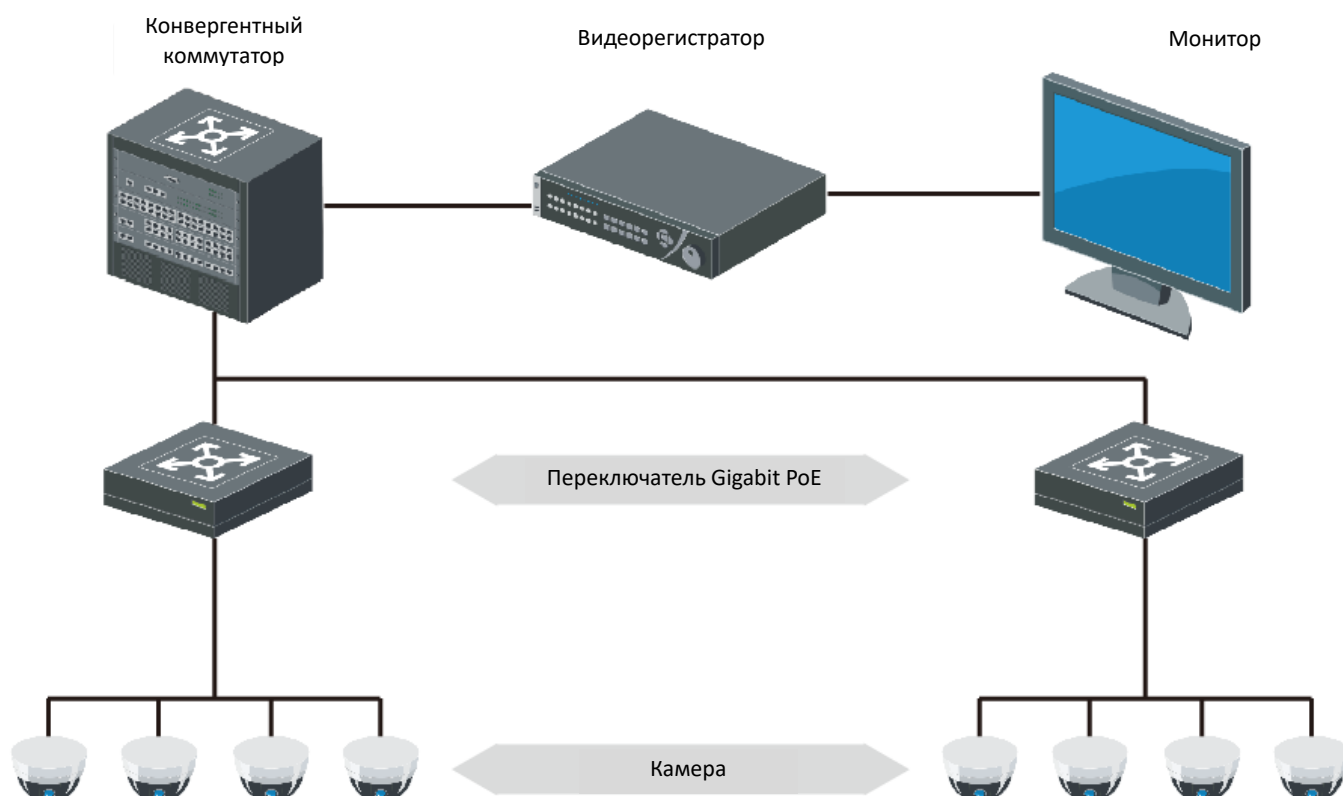 Конвергентный
коммутатор
Видеорегистратор
Монитор
Переключатель Gigabit PoE
Камера